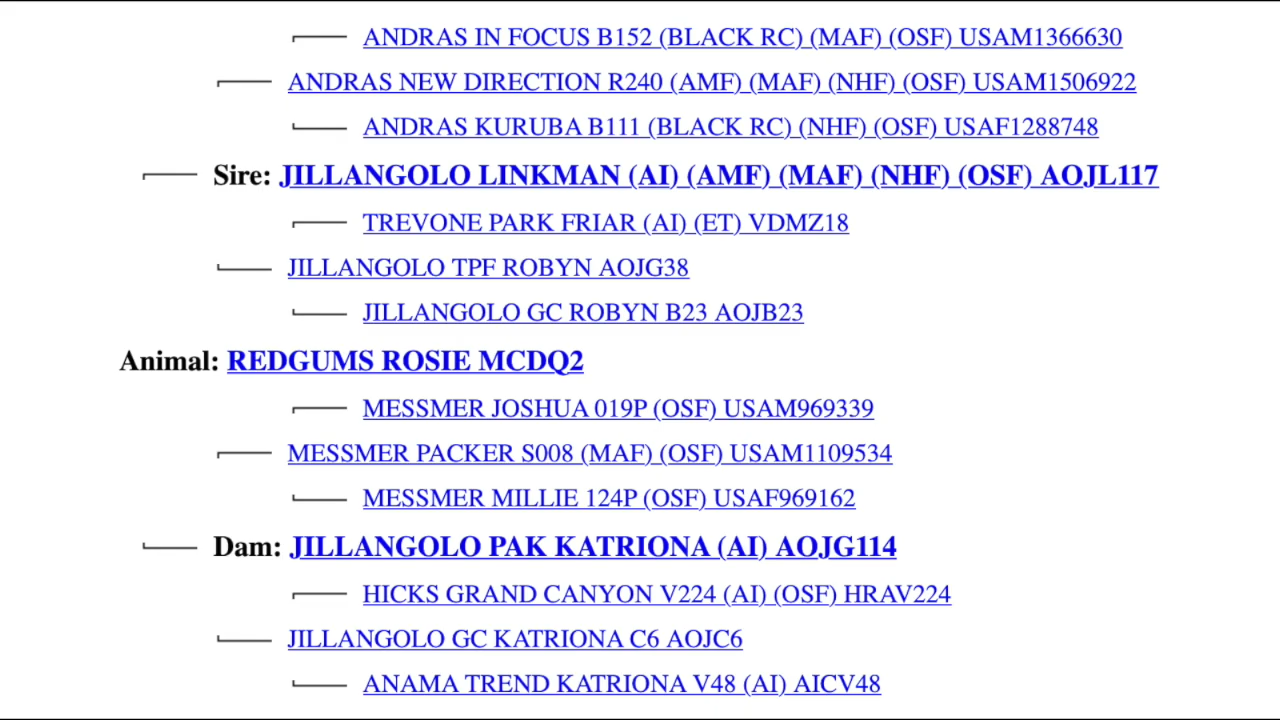 ANDRAS IN FOCUS B152 (BLACK RC) (MAF) (OSF) USAM1366630
ANDRAS NEW DIRECTION R240 (AMF) (MAF) (NHF) (OSF) USAM1506922
ANDRAS KURUBA B111 (BLACK RC) (NHF) (OSF) USAF1288748
Sire: JILLANGOLO LINKMAN (AI) (AMF) (MAF) (NHF) (OSF) AOJL117
TREVONE PARK FRIAR (AI) (ET) VDMZ18
JILLANGOLO TPF ROBYN AOJG38
JILLANGOLO GC ROBYN B23 AOJB23
Animal: REDGUMS ROSIE MCDQ2
MESSMER JOSHUA 019P (OSF) USAM969339
MESSMER PACKER S008 (MAF) (OSF) USAM1109534
MESSMER MILLIE 124P (OSF) USAF969162
Dam: JILLANGOLO PAK KATRIONA (AI) AOJG114
HICKS GRAND CANYON V224 (AI) (OSF) HRAV224
JILLANGOLO GC KATRIONA C6 AOJC6
ANAMA TREND KATRIONA V48 (AI) AICV48